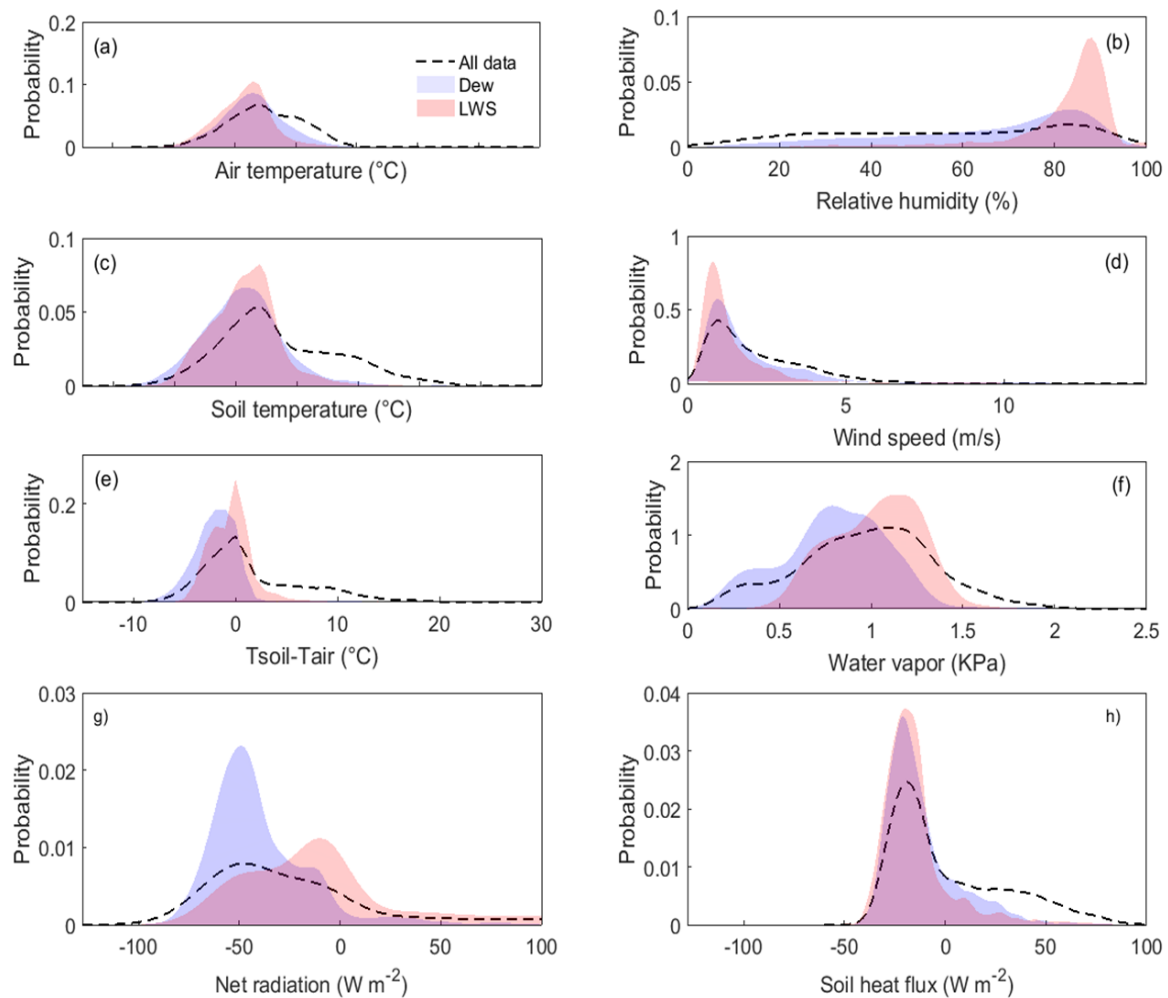 0.2
0.1
0
Probability
(a)
All data
Dew
LWS
Air temperature (°C)
0.1
0.05
0
Probability
(b)
0 20 40 60 80 100
Relative humidity (%)
0.1
0.05
0
Probability
(c)
Soil temperature (°C)
1
0.5
0
Probability
(d)
0 5 10
Wind speed (m/s)
0.2
0
Probability
(e)
-10 0 10 20 30
Tsoil-Tair (°C)
2
1
0
Probability
(f)
0 0.5 1 1.5 2 2.5
Water vapor (KPa)
0.03
0.02
0.01
0
Probability
g)
-100 -50 0 50 100
Net radiation (W m-2)
0.04
0.03
0.02
0.01
0
Probability
h)
-100 -50 0 50 100
Soil heat flux (W m-2)